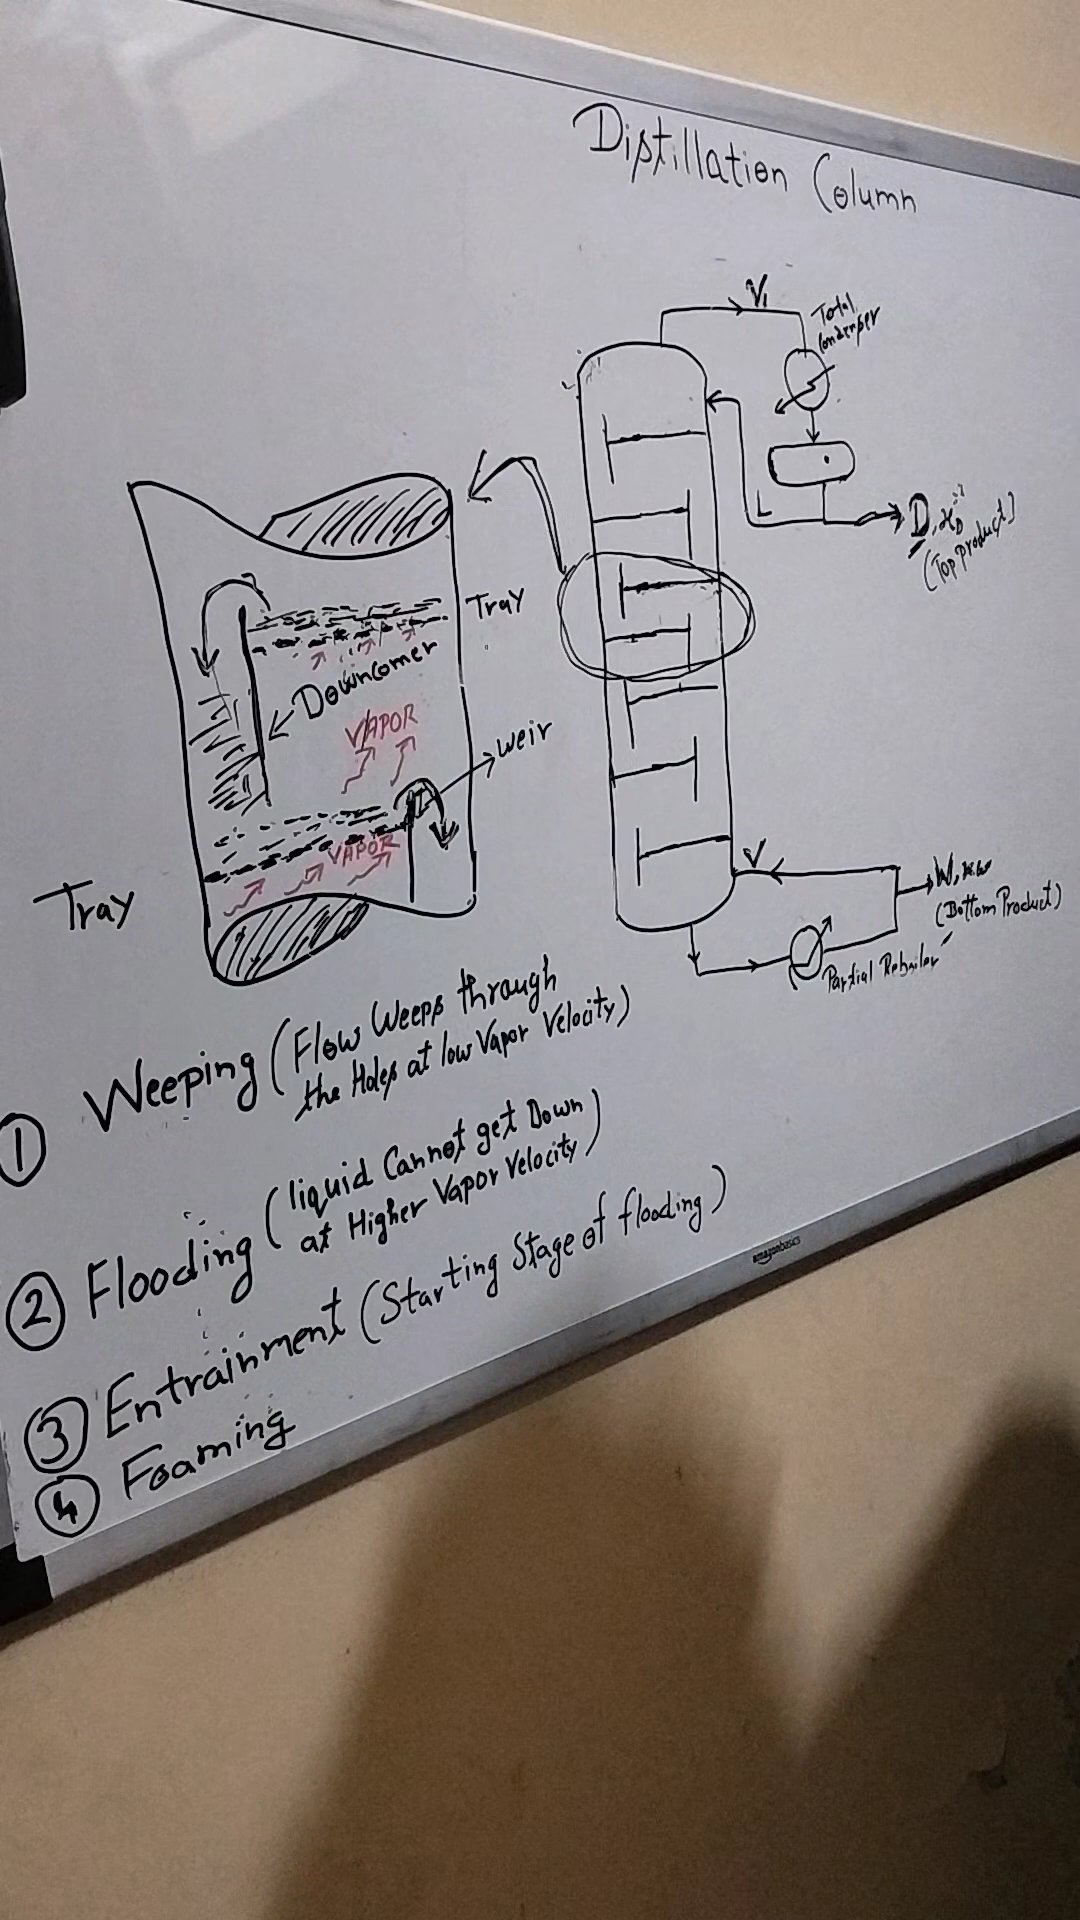 Distillation Column
V₁
Total
Condenser
L
D, x_D
(Top Product)
Tray
Downcomer
VAPOR
Weir
VAPOR
Tray
V
W, x_w
(Bottom Product)
Partial Reboiler
① Weeping (Flow Weeps through
the Holes at low Vapor Velocity)
② Flooding (liquid Cannot get Down
at Higher Vapor Velocity)
③ Entrainment (Starting Stage of flooding)
④ Foaming
amazonbasics